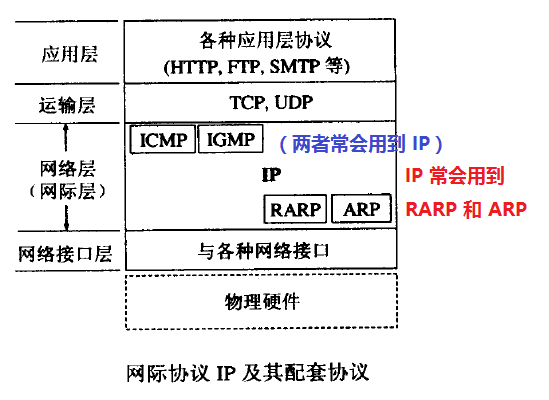 应用层
各种应用层协议
(HTTP, FTP, SMTP 等)
运输层
TCP, UDP
ICMP
IGMP
（两者常会用到 IP ）
网络层
（网际层）
IP
IP 常会用到
RARP
ARP
RARP 和 ARP
网络接口层
与各种网络接口
物理硬件
网际协议 IP 及其配套协议